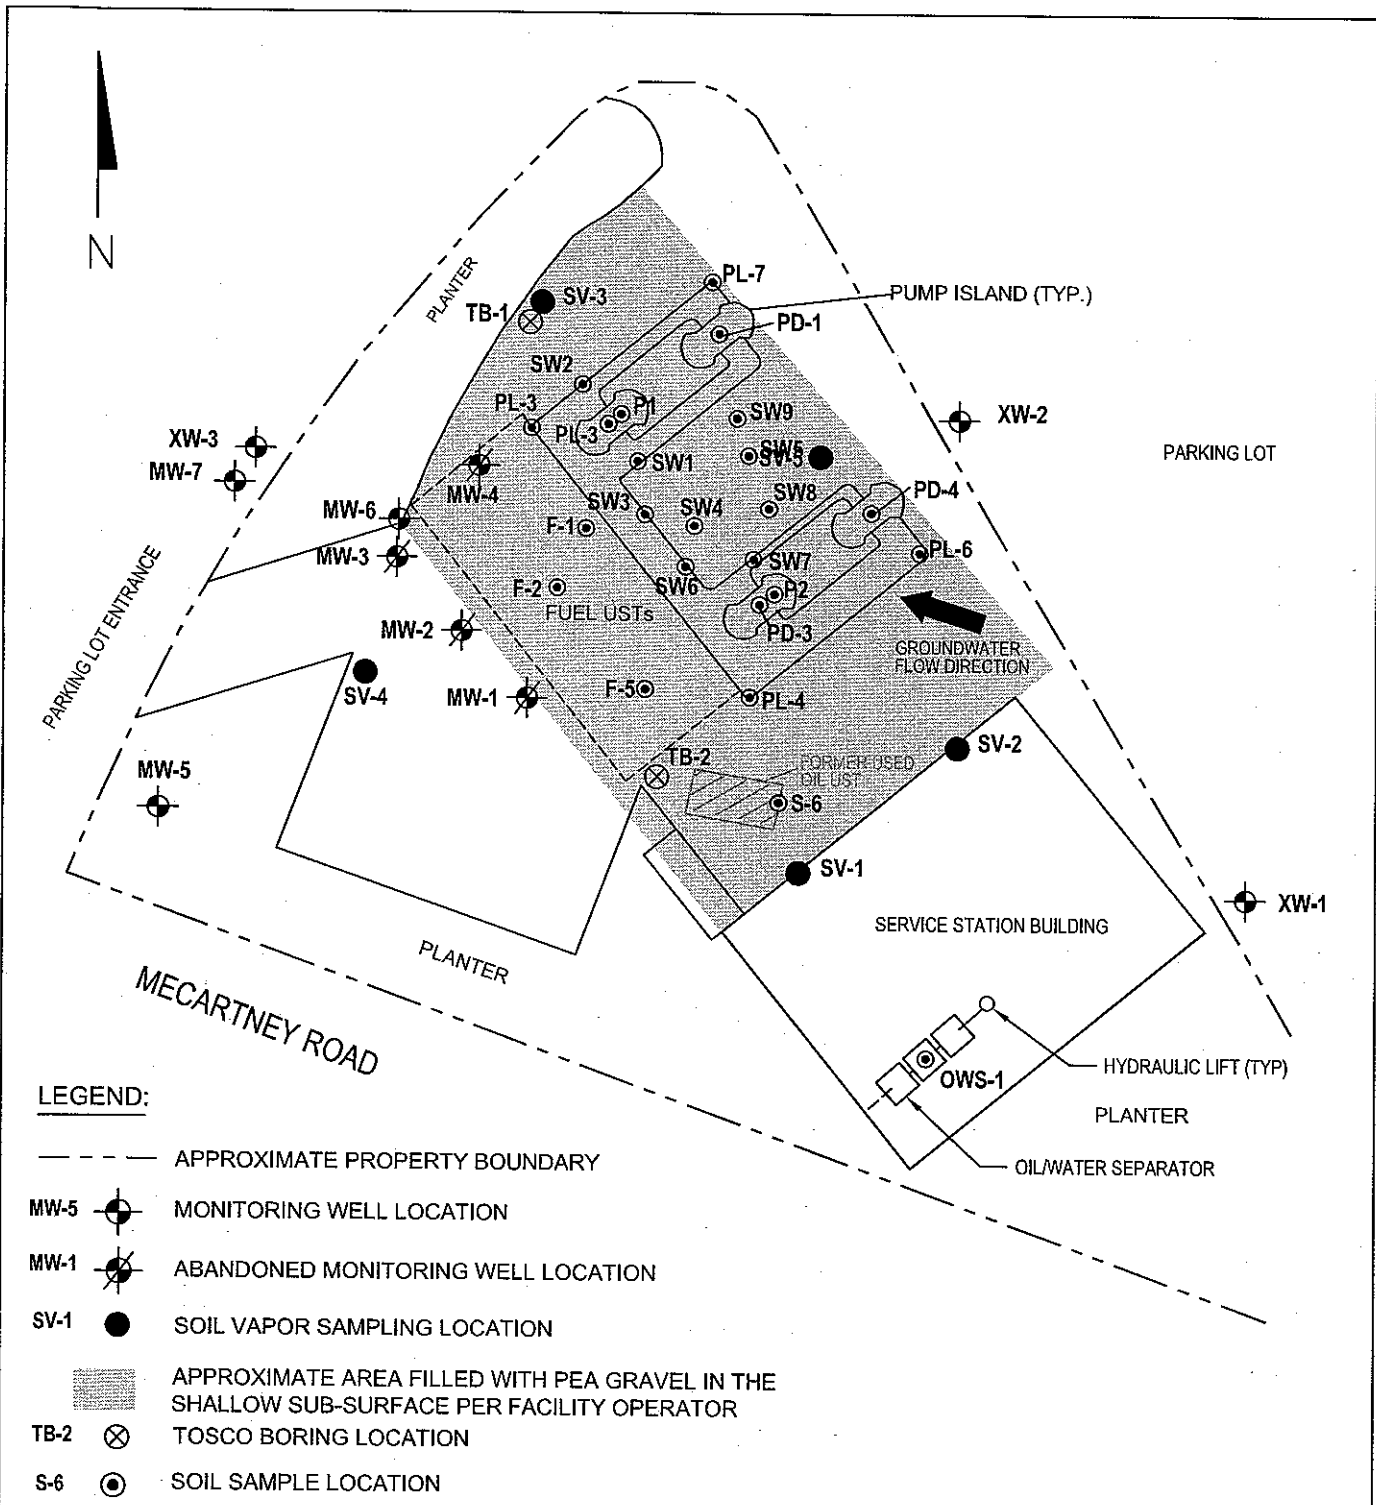 N
PLANTER
PL-7
PUMP ISLAND (TYP.)
SV-3
TB-1
PD-1
SW2
PL-3
P1
PL-3
SW9
XW-2
XW-3
MW-7
SW5
SV-5
PARKING LOT
SW1
MW-4
PD-4
MW-6
SW3
SW4
SW8
F-1
MW-3
PL-6
SW7
SW6
F-2
P2
FUEL USTs
PD-3
PARKING LOT ENTRANCE
MW-2
GROUNDWATER
FLOW DIRECTION
SV-4
MW-1
F-5
PL-4
SV-2
TB-2
FORMER USED
OIL UST
MW-5
S-6
SV-1
XW-1
SERVICE STATION BUILDING
PLANTER
MECARTNEY ROAD
HYDRAULIC LIFT (TYP)
OWS-1
PLANTER
OIL/WATER SEPARATOR
LEGEND:
APPROXIMATE PROPERTY BOUNDARY
MW-5 MONITORING WELL LOCATION
MW-1 ABANDONED MONITORING WELL LOCATION
SV-1 SOIL VAPOR SAMPLING LOCATION
APPROXIMATE AREA FILLED WITH PEA GRAVEL IN THE
SHALLOW SUB-SURFACE PER FACILITY OPERATOR
TB-2 TOSCO BORING LOCATION
S-6 SOIL SAMPLE LOCATION